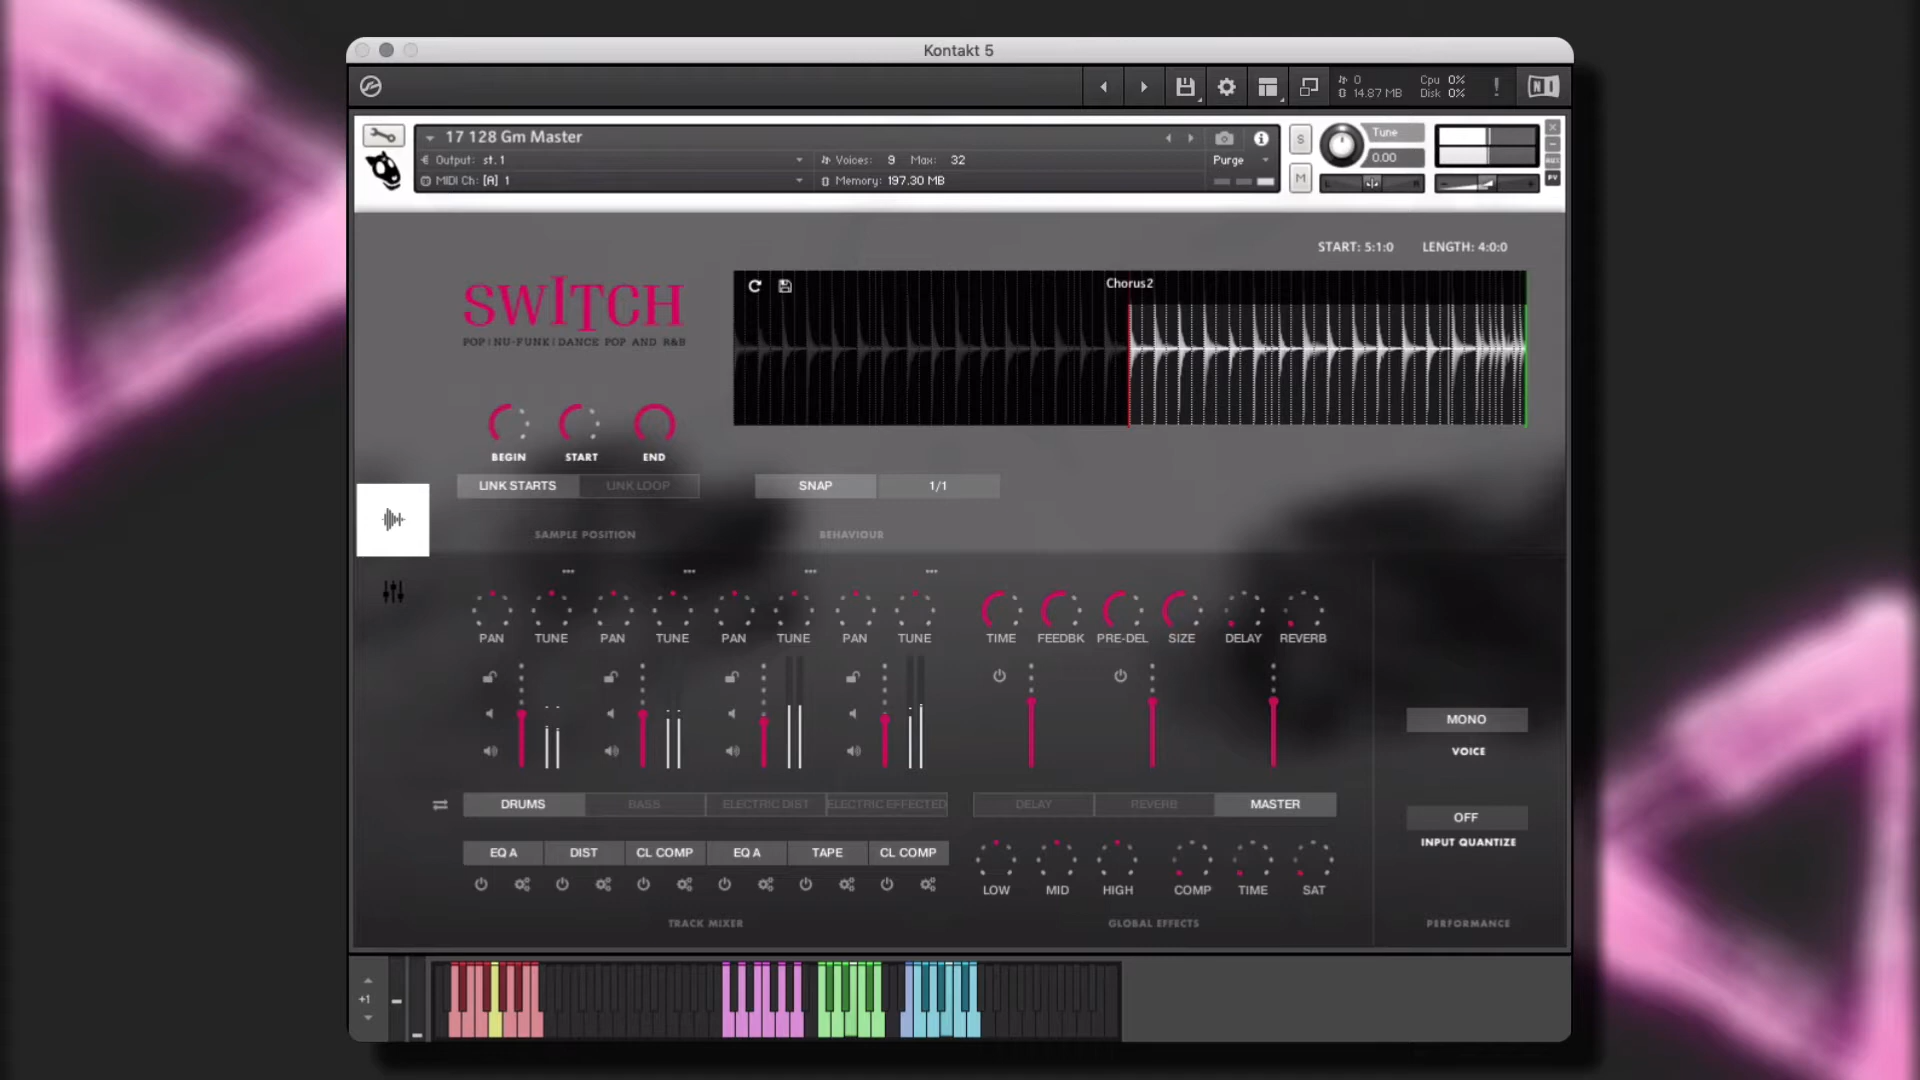 Kontakt 5
0
14.87 MB
Cpu 0%
Disk 0%
!
NI
17 128 Gm Master
Output: st.1
Voices: 9 Max: 32
Purge
MIDI Ch: [A] 1
Memory: 197.30 MB
S
M
Tune
0.00
L R
AUX
PV
START: 5:1:0 LENGTH: 4:0:0
SWITCH
POP|NU-FUNK|DANCE POP AND R&B
Chorus2
BEGIN START END
LINK STARTS LINK LOOP
SNAP 1/1
SAMPLE POSITION
BEHAVIOUR
PAN TUNE PAN TUNE PAN TUNE PAN TUNE
TIME FEEDBK PRE-DEL SIZE DELAY REVERB
MONO
VOICE
DRUMS BASS ELECTRIC DIST ELECTRIC EFFECTED
DELAY REVERB MASTER
OFF
INPUT QUANTIZE
EQ A DIST CL COMP EQ A TAPE CL COMP
LOW MID HIGH COMP TIME SAT
TRACK MIXER
GLOBAL EFFECTS
PERFORMANCE
+1